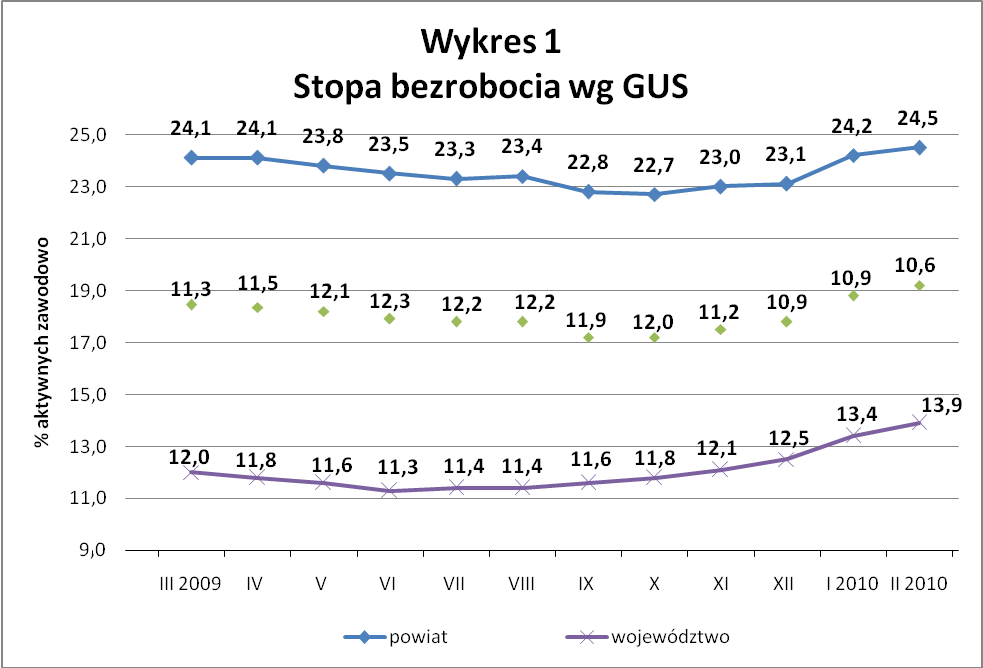 Wykres 1
Stopa bezrobocia wg GUS
% aktywnych zawodowo
25,0
23,0
21,0
19,0
17,0
15,0
13,0
11,0
9,0
24,1 24,1 23,8 23,5 23,3 23,4 22,8 22,7 23,0 23,1 24,2 24,5
11,3 11,5 12,1 12,3 12,2 12,2 11,9 12,0 11,2 10,9 10,9 10,6
12,0 11,8 11,6 11,3 11,4 11,4 11,6 11,8 12,1 12,5 13,4 13,9
III 2009 IV V VI VII VIII IX X XI XII I 2010 II 2010
powiat województwo